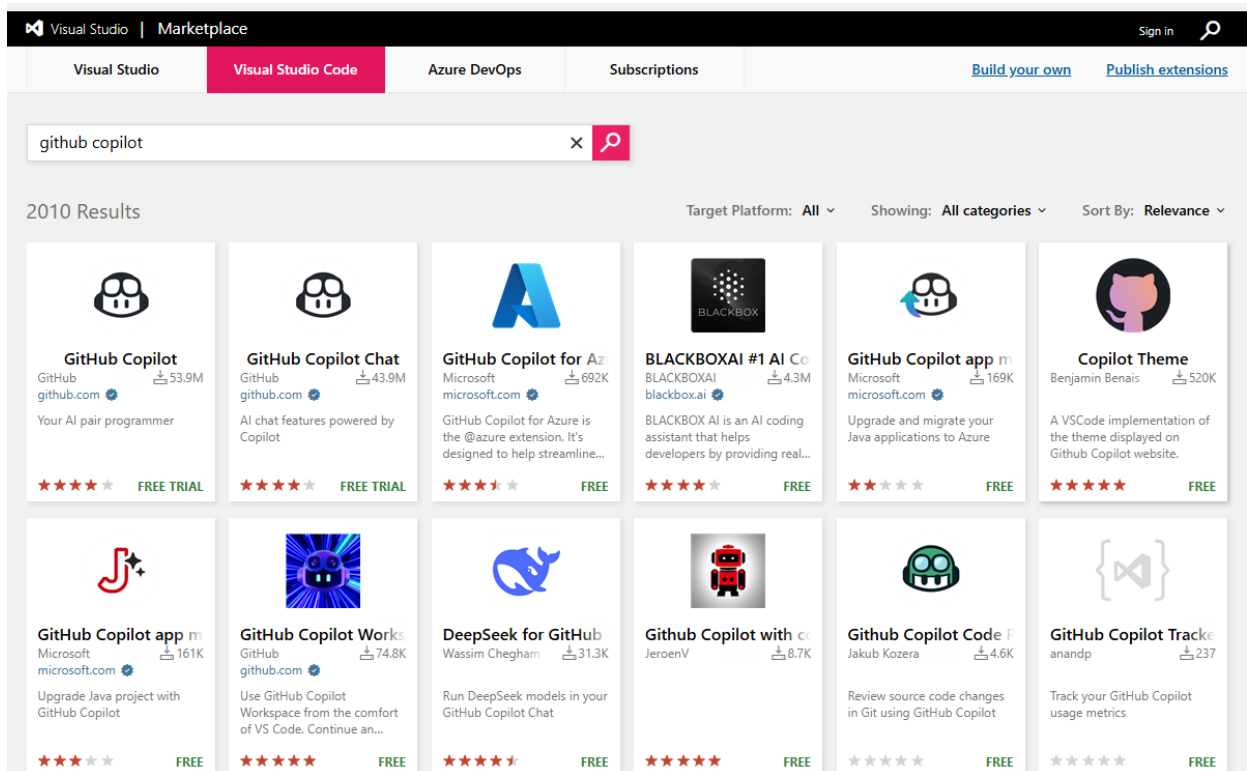 Visual Studio | Marketplace
Sign in
Visual Studio
Visual Studio Code
Azure DevOps
Subscriptions
Build your own
Publish extensions
github copilot
2010 Results
Target Platform: All
Showing: All categories
Sort By: Relevance
GitHub Copilot
GitHub 53.9M
github.com
Your AI pair programmer
FREE TRIAL
GitHub Copilot Chat
GitHub 43.9M
github.com
AI chat features powered by
Copilot
FREE TRIAL
GitHub Copilot for Az
Microsoft 692K
microsoft.com
GitHub Copilot for Azure is
the @azure extension. It's
designed to help streamline...
FREE
BLACKBOX
BLACKBOXAI #1 AI Co
BLACKBOXAI 4.3M
blackbox.ai
BLACKBOX AI is an AI coding
assistant that helps
developers by providing real...
FREE
GitHub Copilot app m
Microsoft 169K
microsoft.com
Upgrade and migrate your
Java applications to Azure
FREE
Copilot Theme
Benjamin Benais 520K
A VSCode implementation of
the theme displayed on
Github Copilot website.
FREE
GitHub Copilot app m
Microsoft 161K
microsoft.com
Upgrade Java project with
GitHub Copilot
FREE
GitHub Copilot Works
GitHub 74.8K
github.com
Use GitHub Copilot
Workspace from the comfort
of VS Code. Continue an...
FREE
DeepSeek for GitHub
Wassim Chegham 31.3K
Run DeepSeek models in your
GitHub Copilot Chat
FREE
Github Copilot with co
JeroenV 8.7K
FREE
Github Copilot Code R
Jakub Kozera 4.6K
Review source code changes
in Git using GitHub Copilot
FREE
GitHub Copilot Tracke
anandp 237
Track your GitHub Copilot
usage metrics
FREE